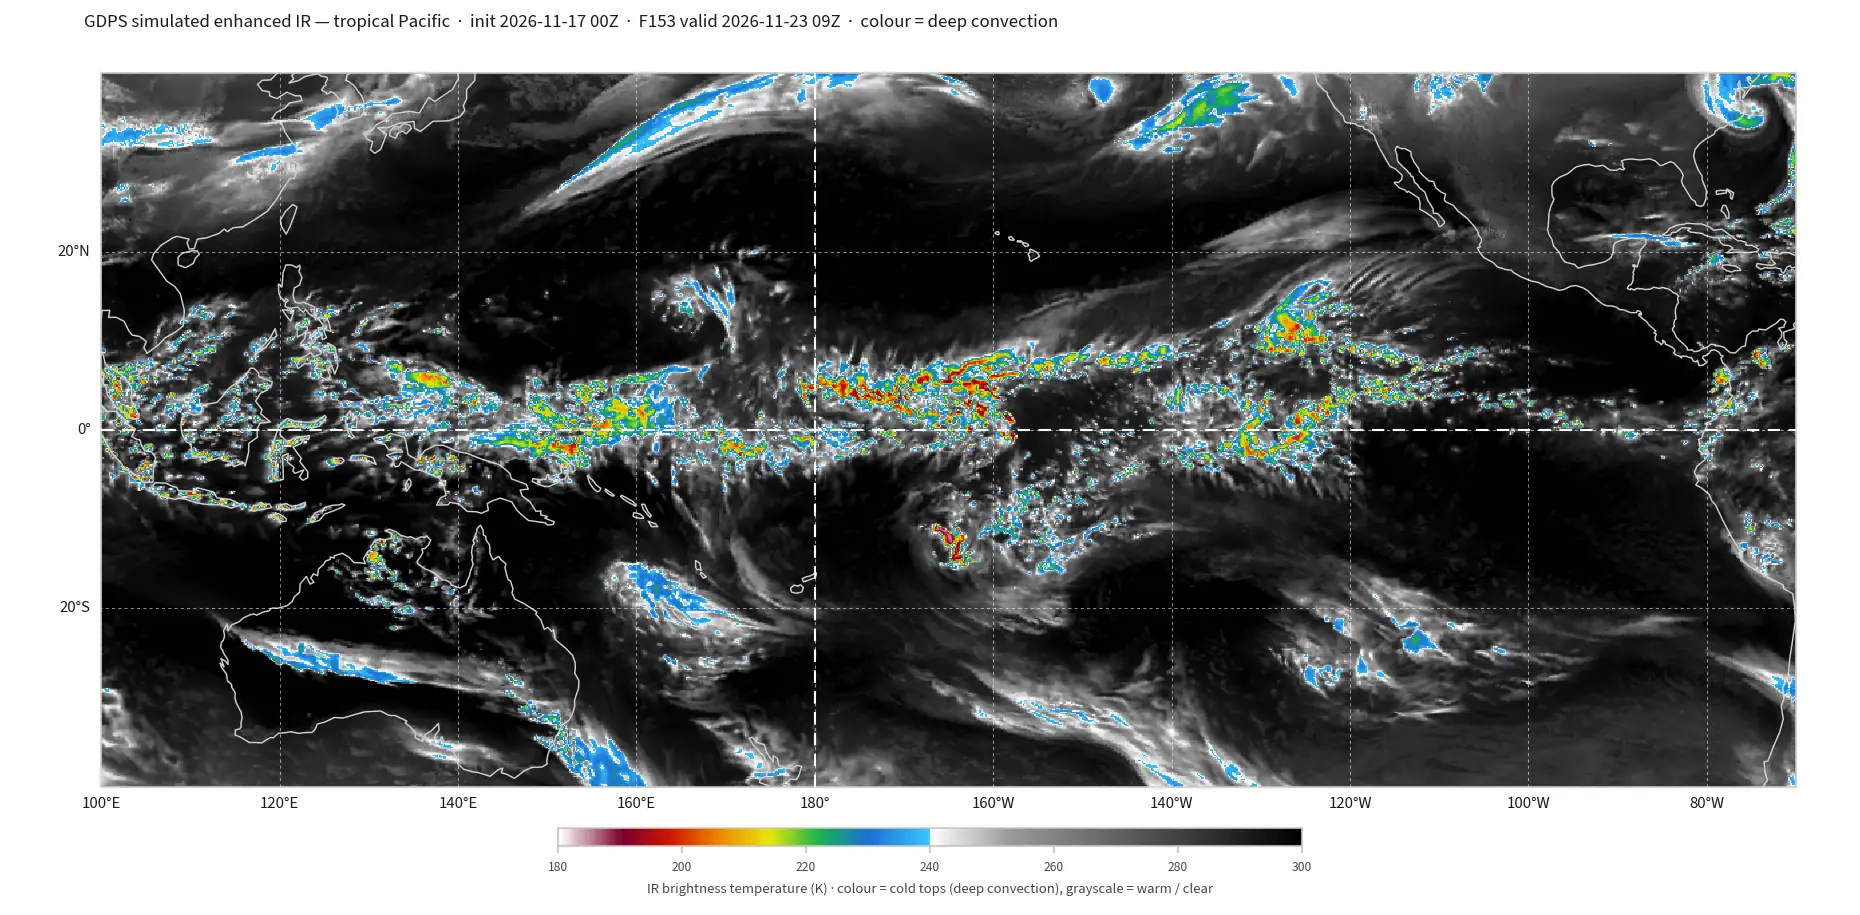 GDPS simulated enhanced IR — tropical Pacific · init 2026-11-17 00Z · F153 valid 2026-11-23 09Z · colour = deep convection
20°N
0°
20°S
100°E 120°E 140°E 160°E 180° 160°W 140°W 120°W 100°W 80°W
180 200 220 240 260 280 300
IR brightness temperature (K) · colour = cold tops (deep convection), grayscale = warm / clear